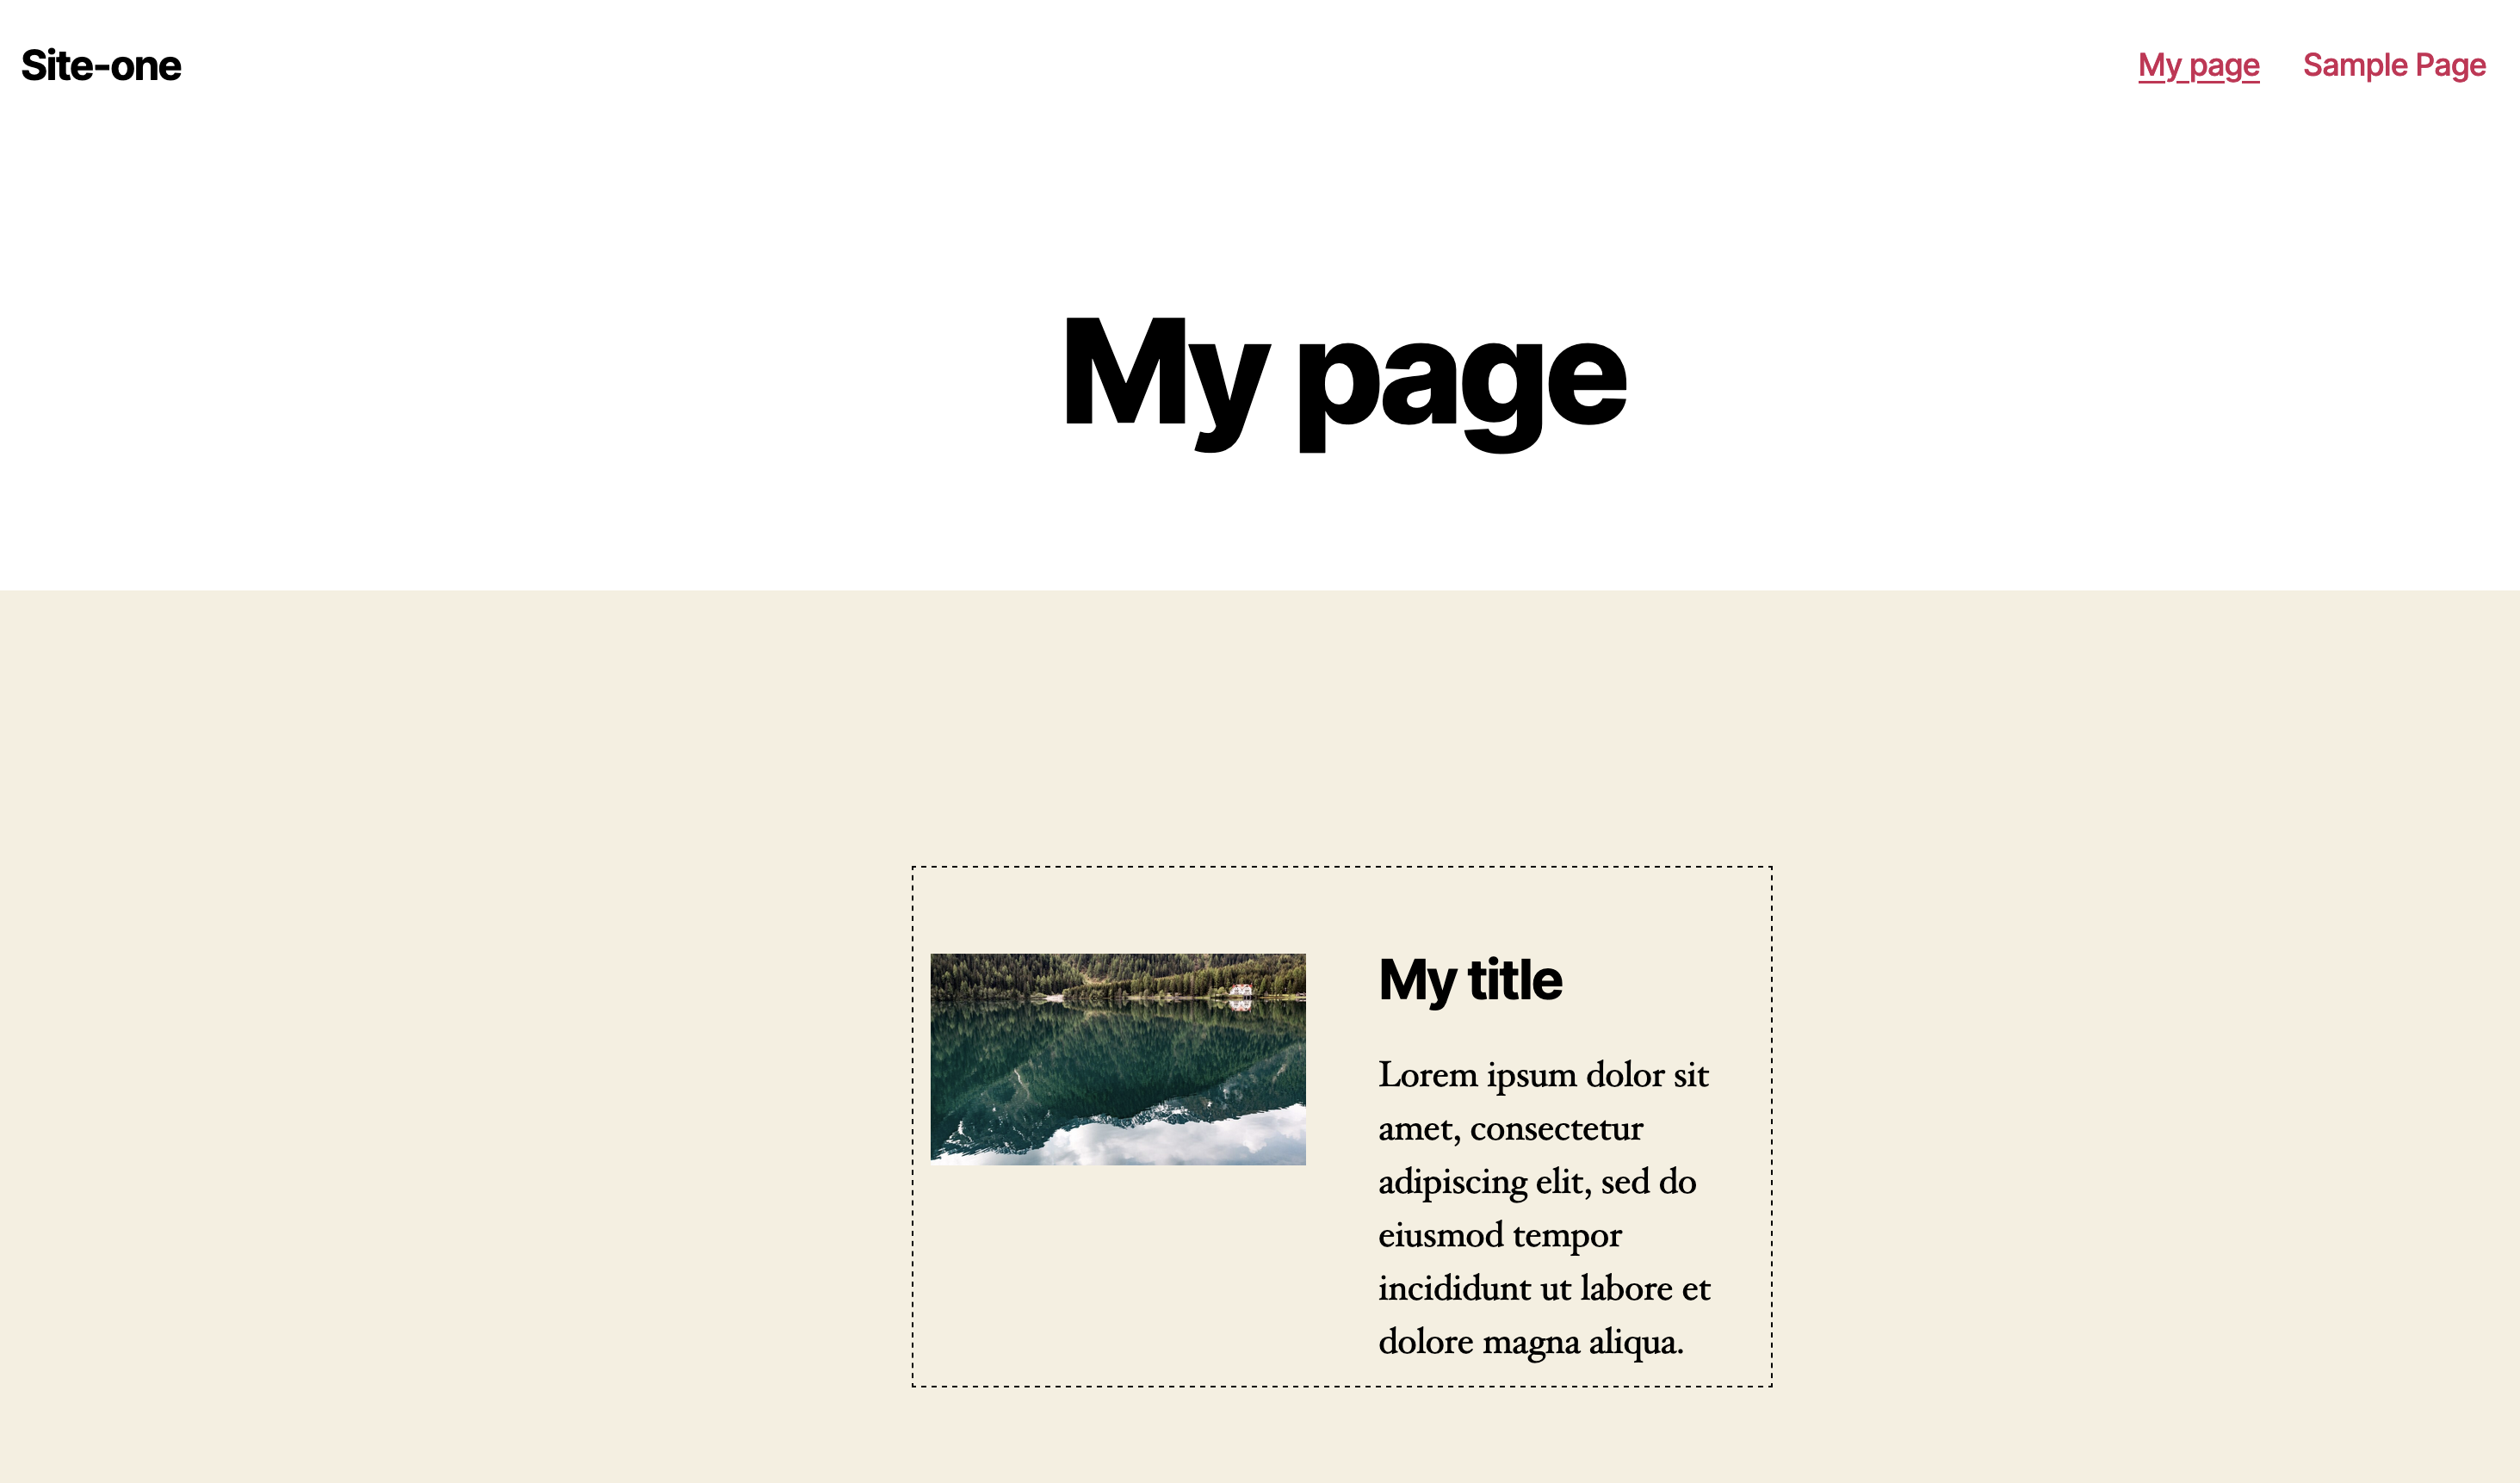 Site-one
My page
Sample Page
My page
My title
Lorem ipsum dolor sit
amet, consectetur
adipiscing elit, sed do
eiusmod tempor
incididunt ut labore et
dolore magna aliqua.